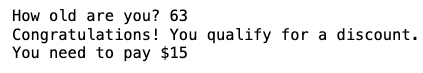 How old are you? 63
Congratulations! You qualify for a discount.
You need to pay $15